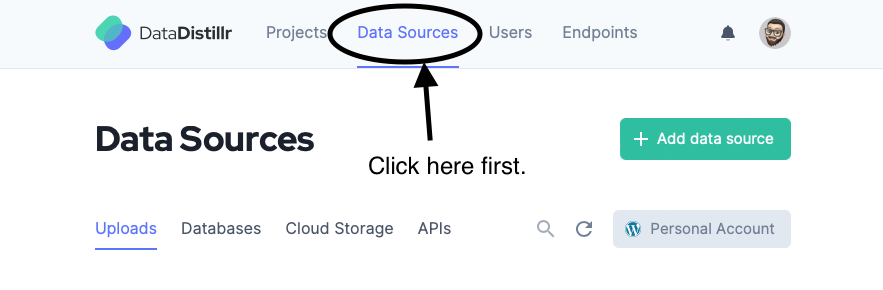 DataDistillr Projects Data Sources Users Endpoints
Data Sources
+ Add data source
Click here first.
Uploads Databases Cloud Storage APIs Personal Account